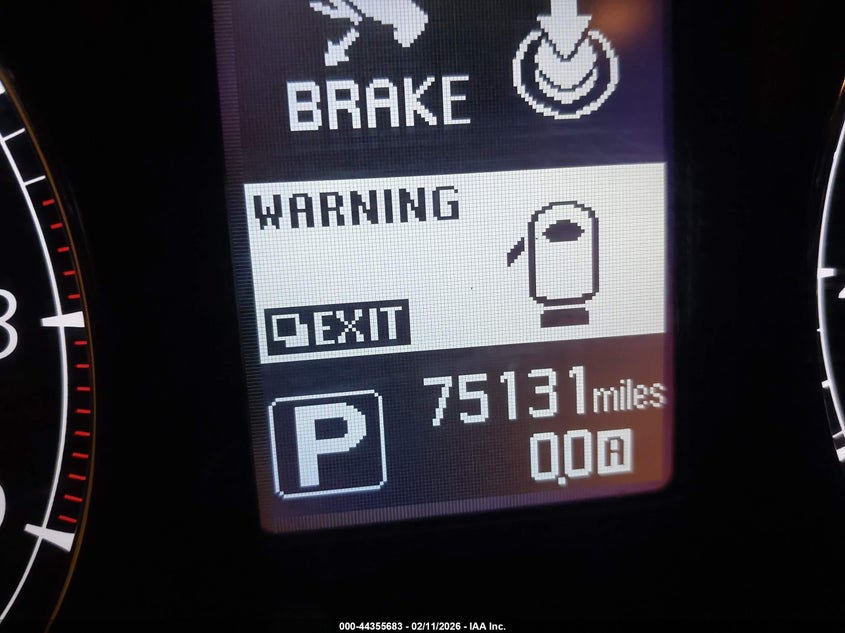 BRAKE
WARNING
EXIT
P
75131 miles
0.0 A
000-44355683 - 02/11/2026 - IAA Inc.